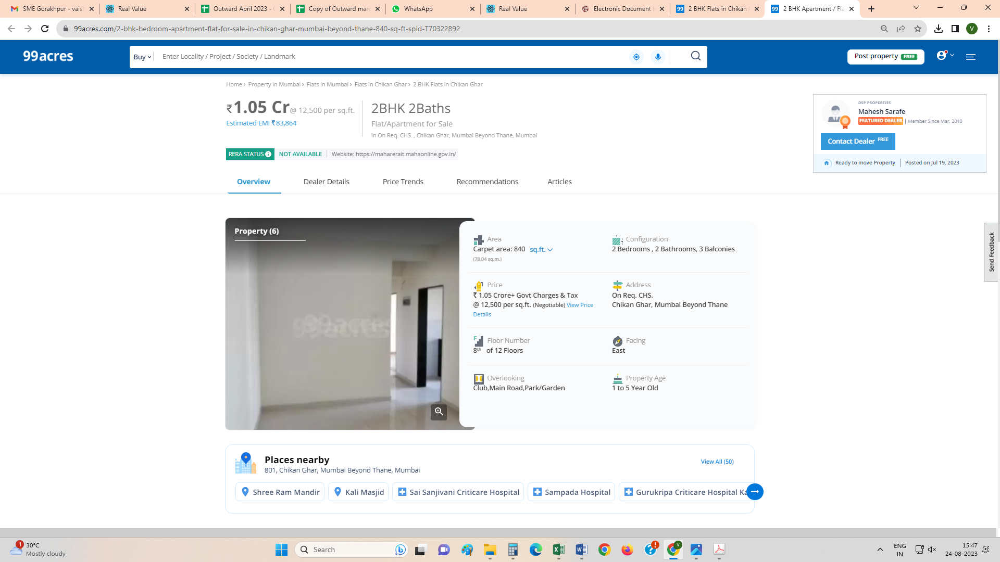 SME Gorakhpur - vaish
Real Value
Outward April 2023 - C
Copy of Outward marc
WhatsApp
Real Value
Electronic Document I
2 BHK Flats in Chikan G
2 BHK Apartment / Fla
99acres.com/2-bhk-bedroom-apartment-flat-for-sale-in-chikan-ghar-mumbai-beyond-thane-840-sq-ft-spid-T70322892
V
99acres
Buy
Enter Locality / Project / Society / Landmark
Post property FREE
Home › Property in Mumbai › Flats in Mumbai › Flats in Chikan Ghar › 2 BHK Flats in Chikan Ghar
₹1.05 Cr @ 12,500 per sq.ft.
Estimated EMI ₹83,864
2BHK 2Baths
Flat/Apartment for Sale
in On Req. CHS. , Chikan Ghar, Mumbai Beyond Thane, Mumbai
RERA STATUS NOT AVAILABLE Website: https://maharerait.mahaonline.gov.in/
DSP PROPERTIES
Mahesh Sarafe
FEATURED DEALER | Member Since Mar, 2018
Contact Dealer FREE
Ready to move Property | Posted on Jul 19, 2023
Overview Dealer Details Price Trends Recommendations Articles
Property (6)
99acres
Area
Carpet area: 840 sq.ft.
(78.04 sq.m.)
Configuration
2 Bedrooms , 2 Bathrooms, 3 Balconies
Price
₹ 1.05 Crore+ Govt Charges & Tax
@ 12,500 per sq.ft. (Negotiable) View Price
Details
Address
On Req. CHS.
Chikan Ghar, Mumbai Beyond Thane
Floor Number
8th of 12 Floors
Facing
East
Overlooking
Club,Main Road,Park/Garden
Property Age
1 to 5 Year Old
Send Feedback
Places nearby
801, Chikan Ghar, Mumbai Beyond Thane, Mumbai
View All (50)
Shree Ram Mandir
Kali Masjid
Sai Sanjivani Criticare Hospital
Sampada Hospital
Gurukripa Criticare Hospital Ka
1
30°C
Mostly cloudy
Search
ENG
IN
15:47
24-08-2023